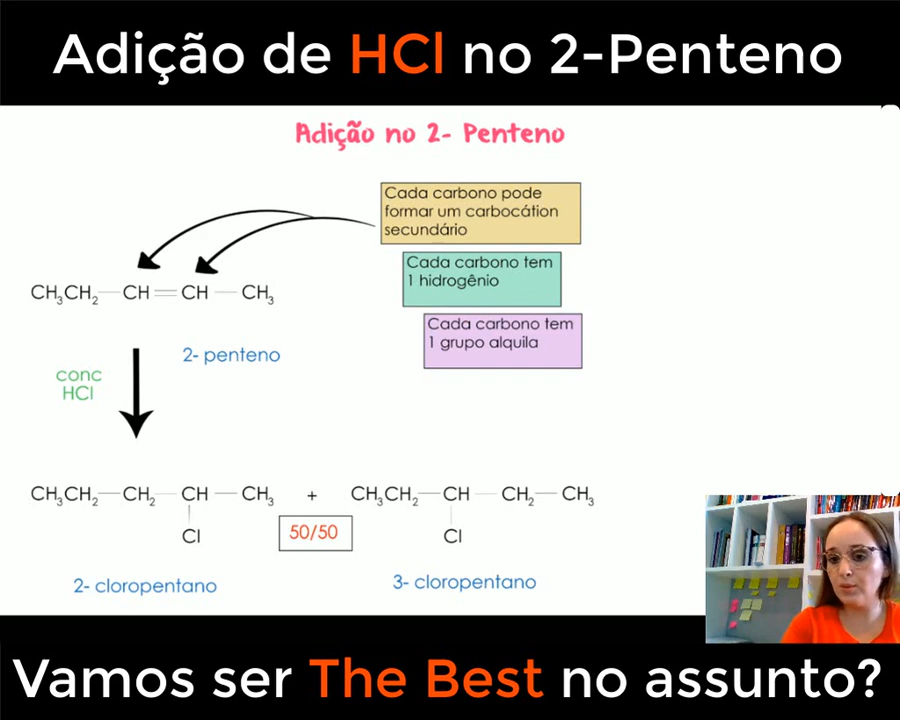 Adição de HCl no 2-Penteno
Adição no 2- Penteno
Cada carbono pode
formar um carbocátion
secundário
Cada carbono tem
1 hidrogênio
Cada carbono tem
1 grupo alquila
CH₃CH₂—CH=CH—CH₃
2- penteno
conc
HCl
CH₃CH₂—CH₂ CH—CH₃ + CH₃CH₂—CH CH₂—CH₃
Cl 50/50 Cl
2- cloropentano 3- cloropentano
Vamos ser The Best no assunto?